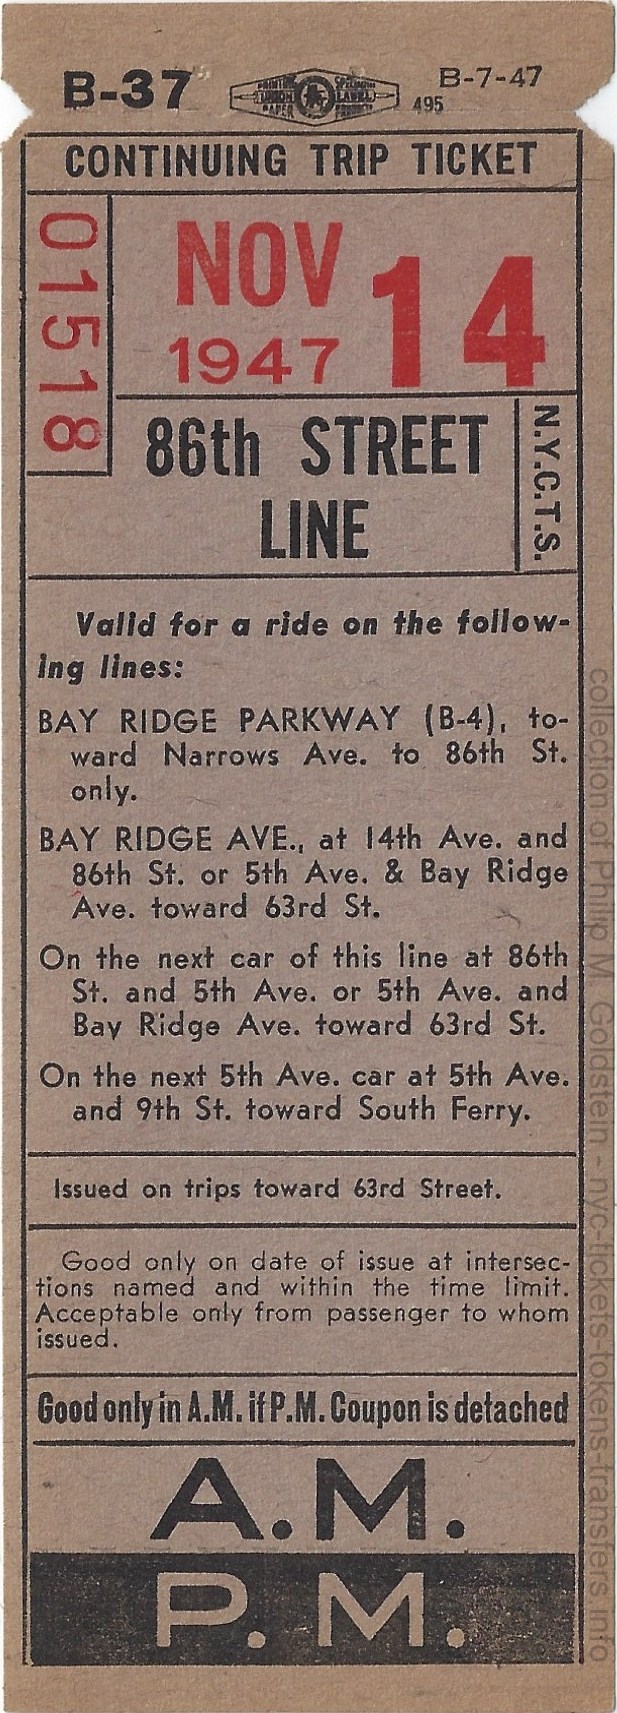 B-37
B-7-47
495
UNION
LABEL
PAPER
CONTINUING TRIP TICKET
01518
NOV 14
1947
86th STREET
LINE
N.Y.C.T.S.
Valid for a ride on the follow-
ing lines:
BAY RIDGE PARKWAY (B-4), to-
ward Narrows Ave. to 86th St.
only.
BAY RIDGE AVE., at 14th Ave. and
86th St. or 5th Ave. & Bay Ridge
Ave. toward 63rd St.
On the next car of this line at 86th
St. and 5th Ave. or 5th Ave. and
Bay Ridge Ave. toward 63rd St.
On the next 5th Ave. car at 5th Ave.
and 9th St. toward South Ferry.
Issued on trips toward 63rd Street.
Good only on date of issue at intersec-
tions named and within the time limit.
Acceptable only from passenger to whom
issued.
Good only in A.M. if P.M. Coupon is detached
A.M.
P.M.
collection of Philip M. Goldstein - nyc-tickets-tokens-transfers.info